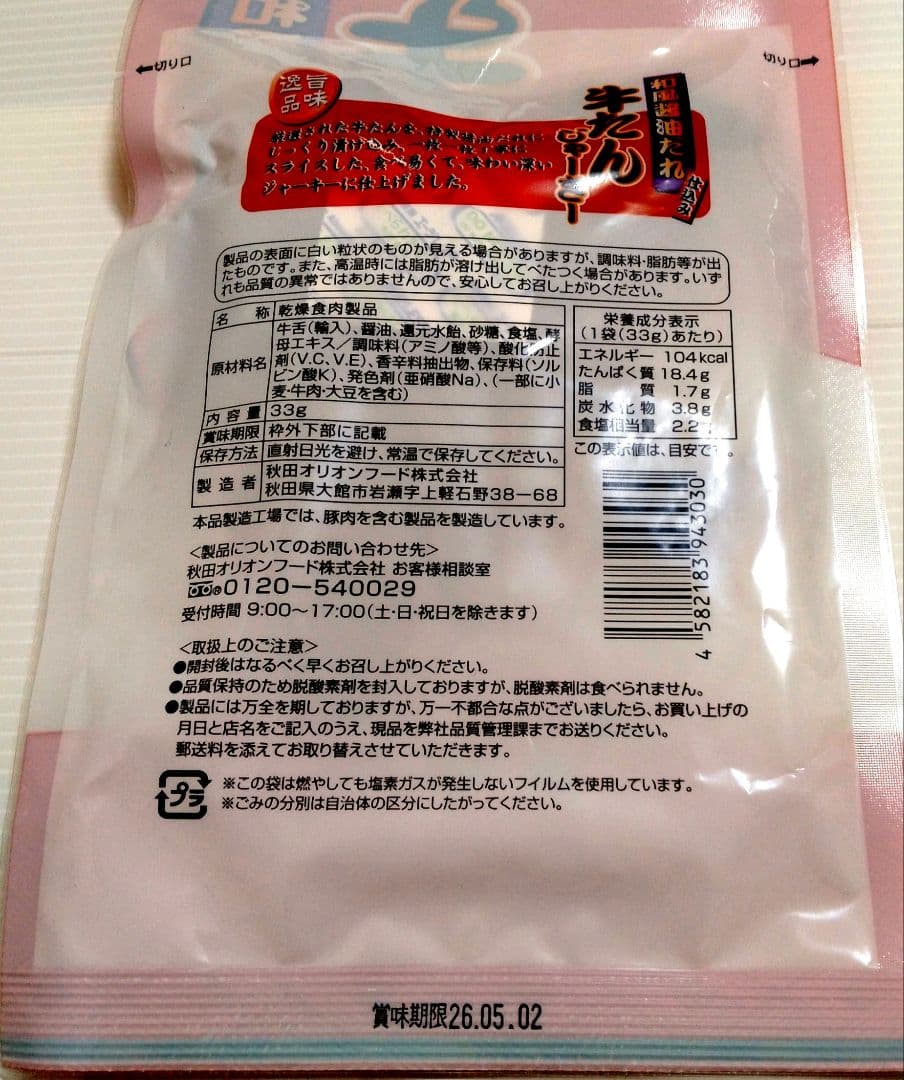 味
←切り口
切り口→
旨味
逸品
和風醤油たれ
仕込み
牛たん
じゃーきー
厳選された牛たんを、特製醤油だれに
じっくり漬け込み、一枚一枚丁寧に
スライスした、食べ易くて、味わい深い
ジャーキーに仕上げました。
製品の表面に白い粒状のものが見える場合がありますが、調味料・脂肪等が出
たものです。また、高温時には脂肪が溶け出してべたつく場合があります。いず
れも品質の異常ではありませんので、安心してお召し上がりください。
名称 乾燥食肉製品
原材料名 牛舌(輸入)、醤油、還元水飴、砂糖、食塩、酵
母エキス/調味料(アミノ酸等)、酸化防止
剤(V.C、V.E)、香辛料抽出物、保存料(ソル
ビン酸K)、発色剤(亜硝酸Na)、(一部に小
麦・牛肉・大豆を含む)
内容量 33g
賞味期限 枠外下部に記載
保存方法 直射日光を避け、常温で保存してください。
製造者 秋田オリオンフード株式会社
秋田県大館市岩瀬字上軽石野38-68
栄養成分表示
(1袋(33g)あたり)
エネルギー 104kcal
たんぱく質 18.4g
脂質 1.7g
炭水化物 3.8g
食塩相当量 2.2
この表示値は、目安です。
本品製造工場では、豚肉を含む製品を製造しています。
<製品についてのお問い合わせ先>
秋田オリオンフード株式会社 お客様相談室
0120-540029
受付時間 9:00〜17:00(土・日・祝日を除きます)
4 582183 943030
<取扱上のご注意>
●開封後はなるべく早くお召し上がりください。
●品質保持のため脱酸素剤を封入しておりますが、脱酸素剤は食べられません。
●製品には万全を期しておりますが、万一不都合な点がございましたら、お買い上げの
月日と店名をご記入のうえ、現品を弊社品質管理課までお送りください。
郵送料を添えてお取り替えさせていただきます。
プラ
※この袋は燃やしても塩素ガスが発生しないフイルムを使用しています。
※ごみの分別は自治体の区分にしたがってください。
賞味期限26.05.02